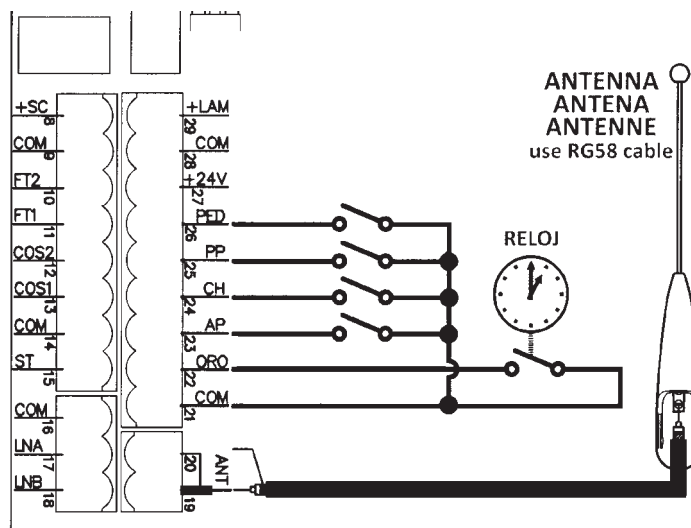 +SC
8
COM
9
FT2
10
FT1
11
COS2
12
COS1
13
COM
14
ST
15
COM
16
LNA
17
LNB
18
+LAM
29
COM
28
+24V
27
PED
26
PP
25
CH
24
AP
23
ORO
22
COM
21
20
ANT
19
RELOJ
ANTENNA
ANTENA
ANTENNE
use RG58 cable